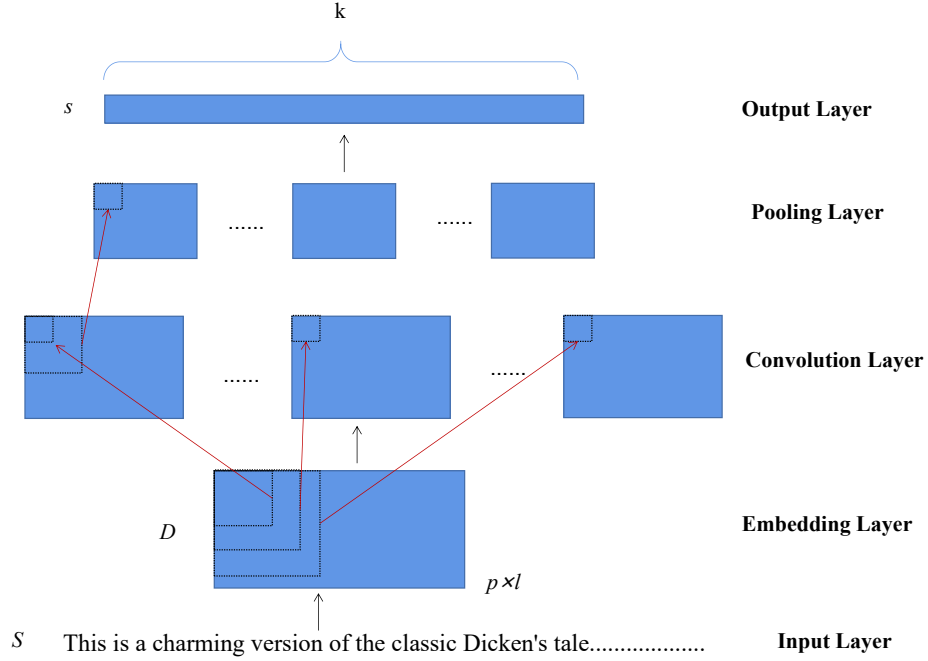 k
s
Output Layer
Pooling Layer
......
......
Convolution Layer
......
......
D
Embedding Layer
p×l
S
This is a charming version of the classic Dicken's tale...................
Input Layer